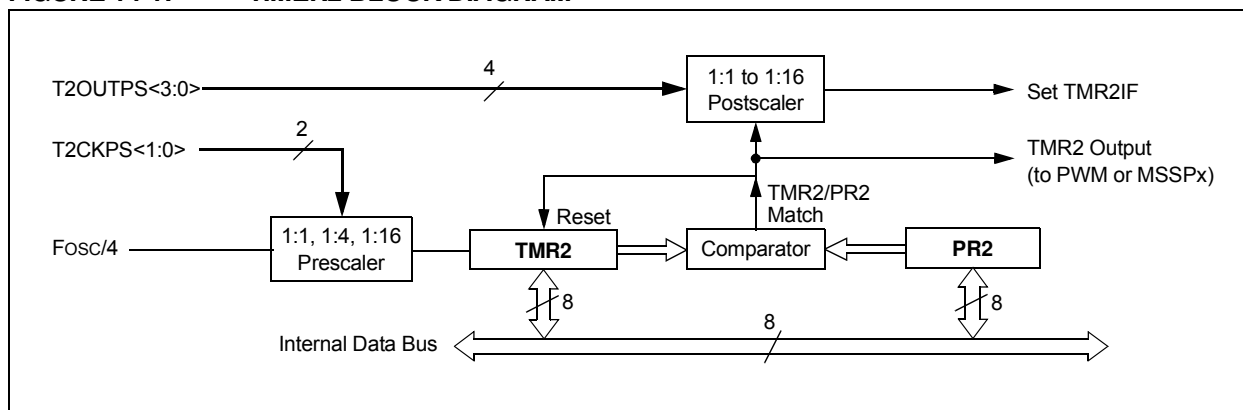 T2OUTPS<3:0>
4
1:1 to 1:16
Postscaler
Set TMR2IF
T2CKPS<1:0>
2
TMR2 Output
(to PWM or MSSPx)
TMR2/PR2
Match
Reset
FOSC/4
1:1, 1:4, 1:16
Prescaler
TMR2
Comparator
PR2
8
8
8
Internal Data Bus